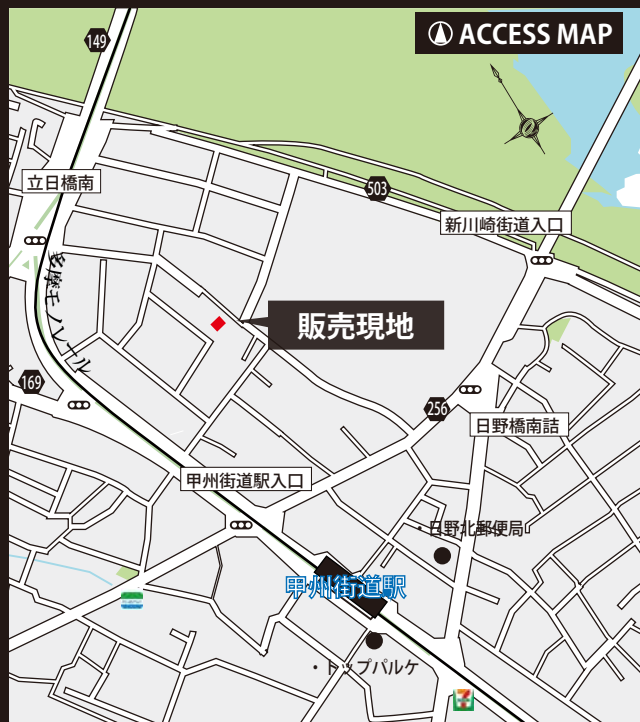 ACCESS MAP
149
立日橋南
503
新川崎街道入口
多摩モノレール
販売現地
169
256
日野橋南詰
甲州街道駅入口
・日野北郵便局
甲州街道駅
・トップパルケ
7